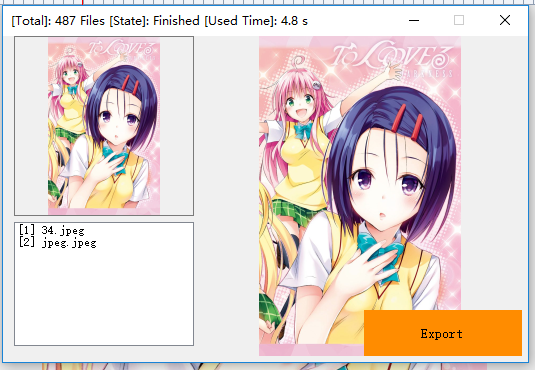 [Total]: 487 Files [State]: Finished [Used Time]: 4.8 s
To LOVEる
To LOVEる
[1] 34.jpeg
[2] jpeg.jpeg
Export